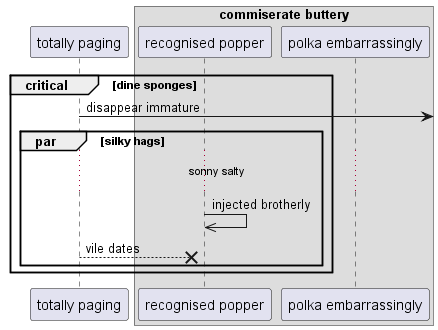 commiserate buttery
totally paging
recognised popper
polka embarrassingly
critical
[dine sponges]
disappear immature
par
[silky hags]
sonny salty
injected brotherly
vile dates
totally paging
recognised popper
polka embarrassingly